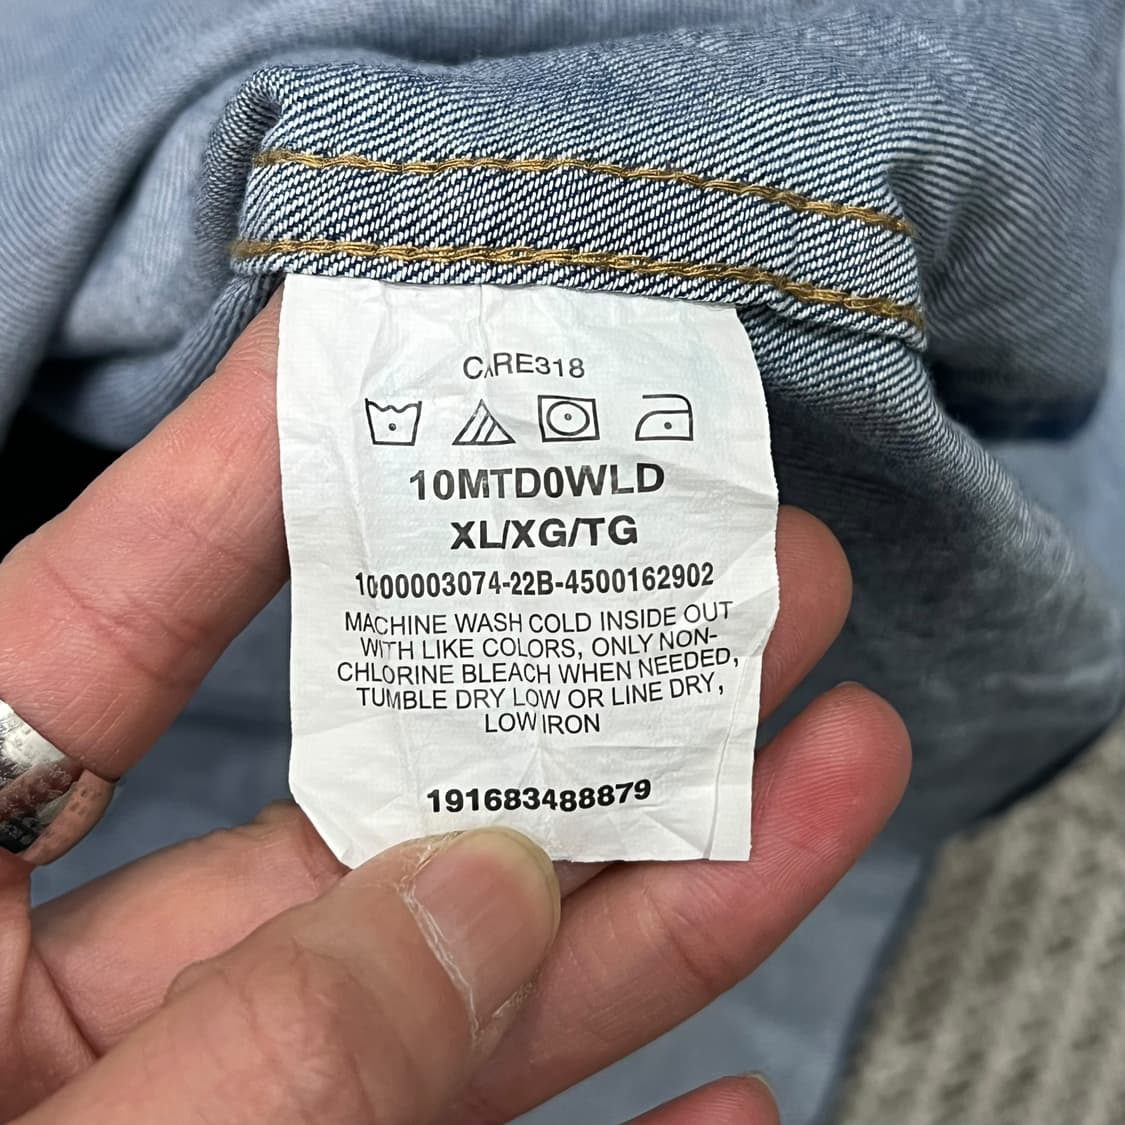 CARE318
10MTD0WLD
XL/XG/TG
1000003074-22B-4500162902
MACHINE WASH COLD INSIDE OUT
WITH LIKE COLORS, ONLY NON-
CHLORINE BLEACH WHEN NEEDED,
TUMBLE DRY LOW OR LINE DRY,
LOW IRON
191683488879